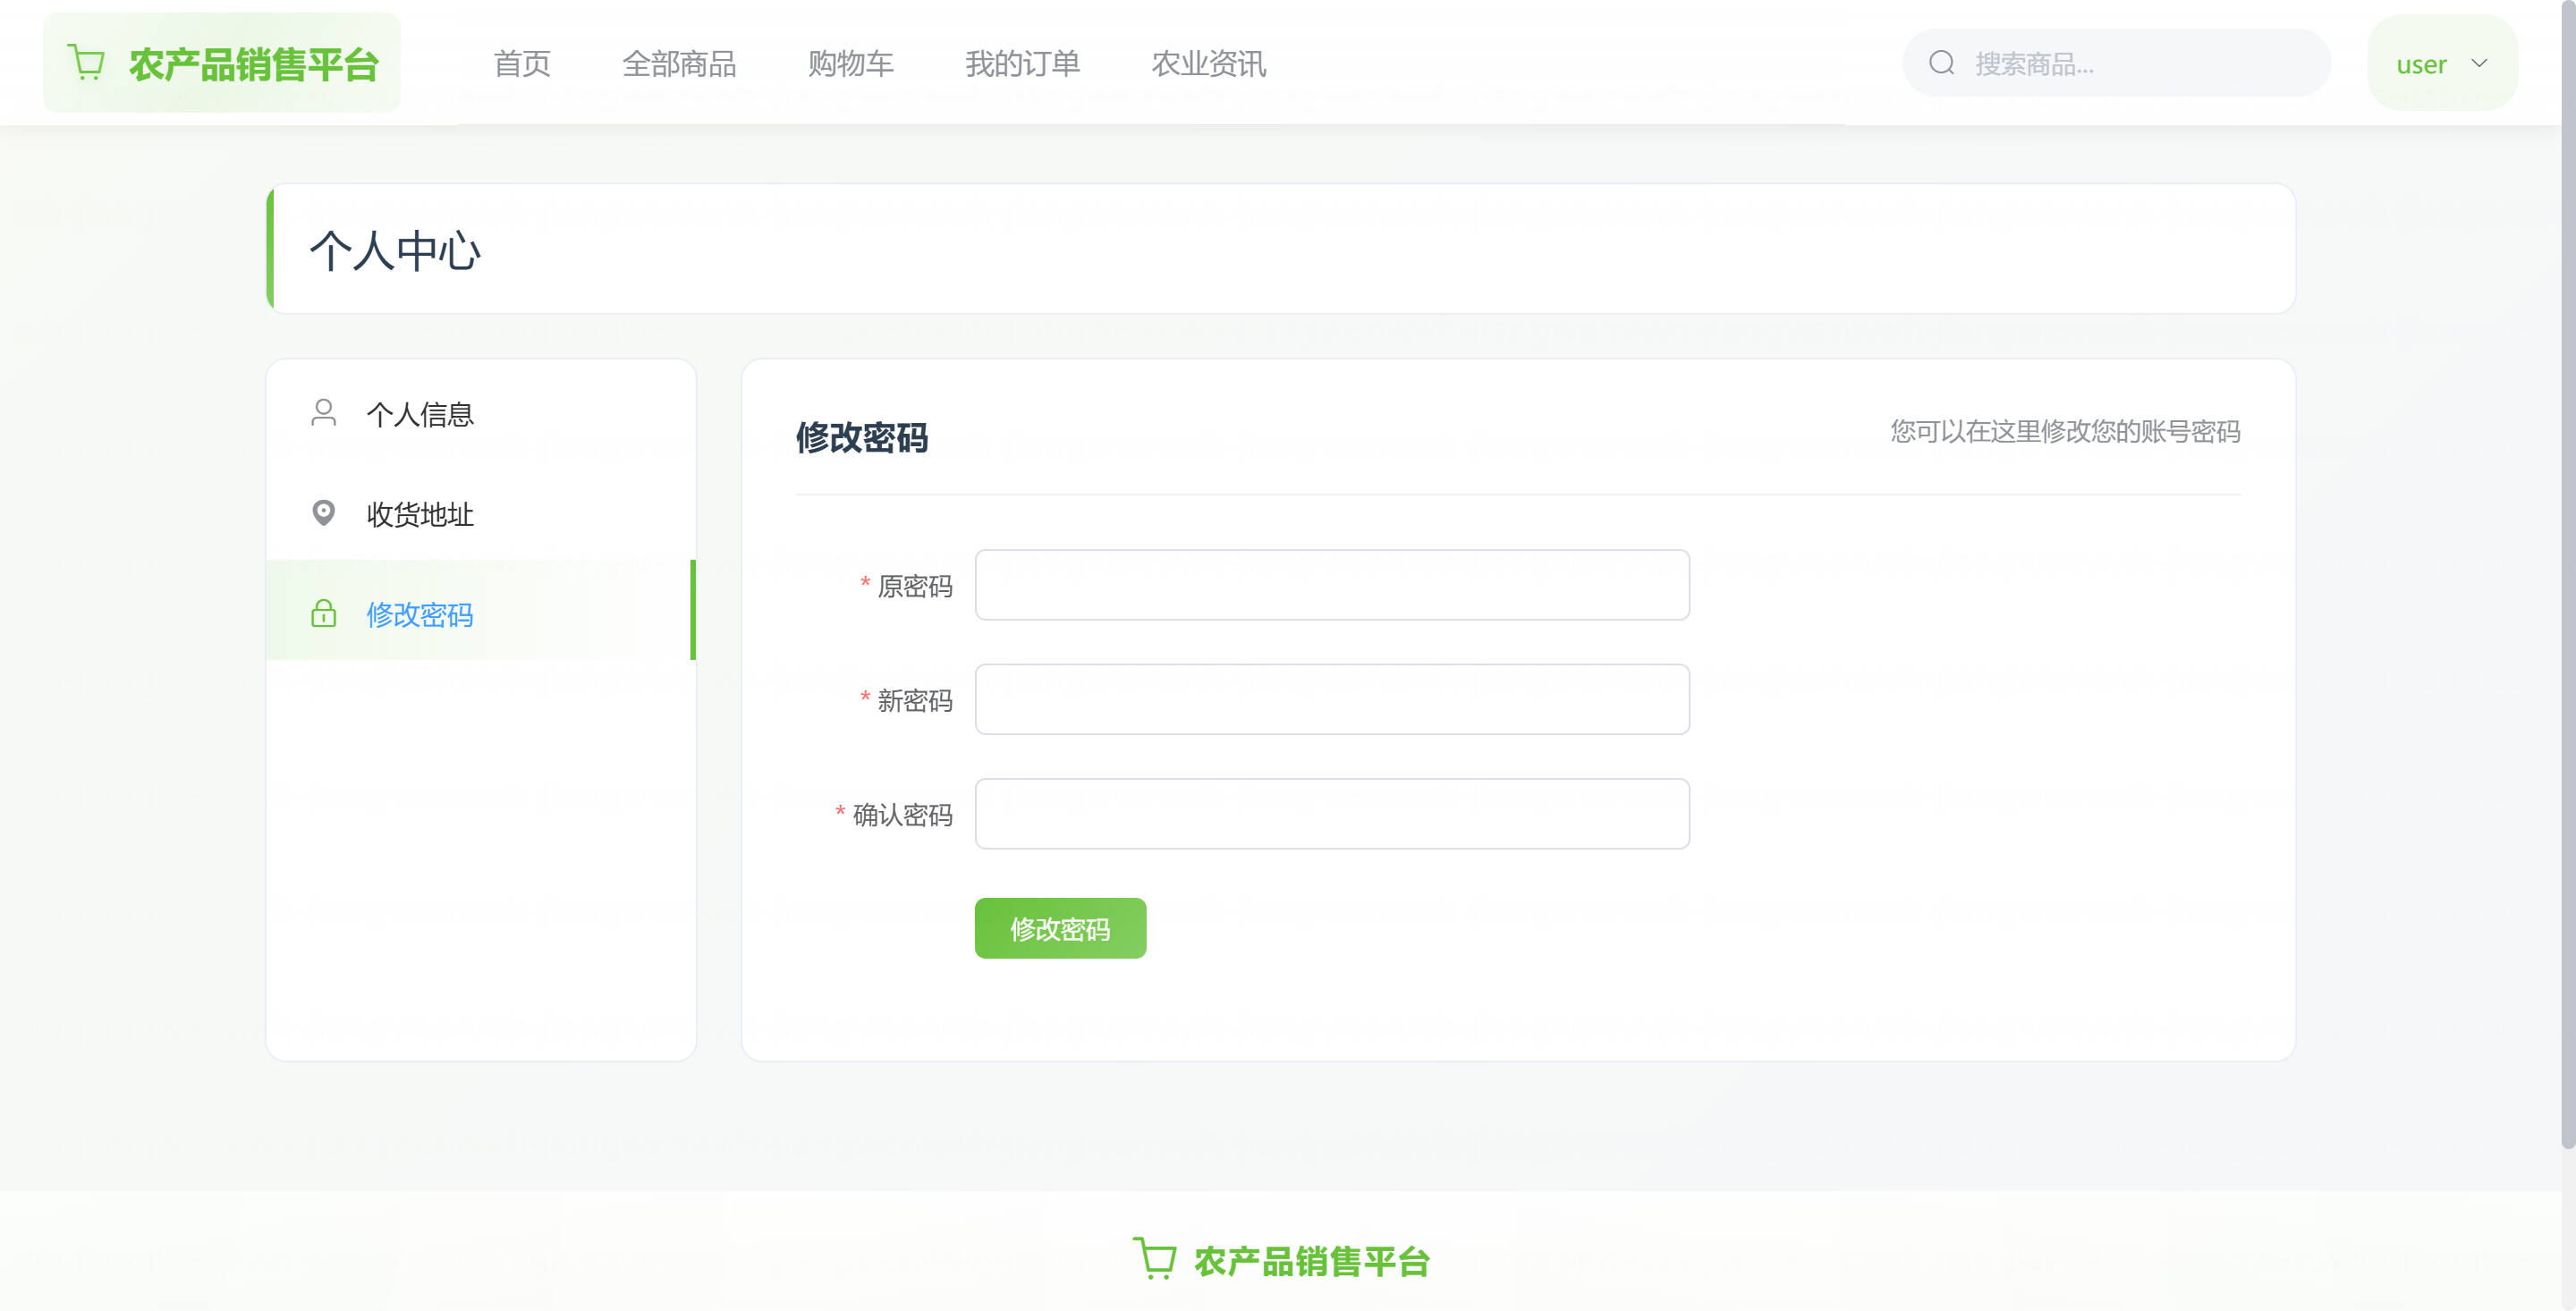 农产品销售平台
首页 全部商品 购物车 我的订单 农业资讯
搜索商品...
user
个人中心
个人信息
收货地址
修改密码
修改密码
您可以在这里修改您的账号密码
* 原密码
* 新密码
* 确认密码
修改密码
农产品销售平台